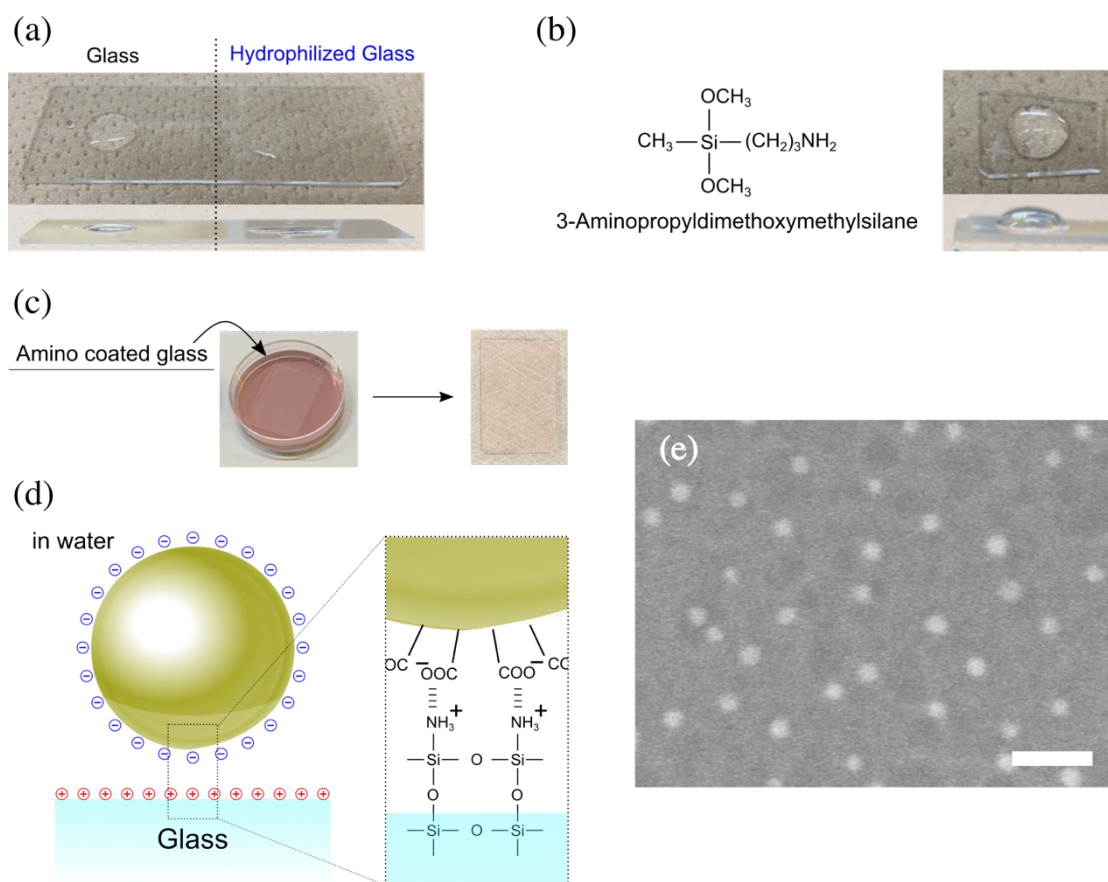 (a)
Glass
Hydrophilized Glass
(b)
OCH₃
CH₃—Si—(CH₂)₃NH₂
OCH₃
3-Aminopropyldimethoxymethylsilane
(c)
Amino coated glass
(d)
in water
Glass
OC −OOC COO− CO
NH₃+ NH₃+
Si O Si
O O
Si O Si
(e)